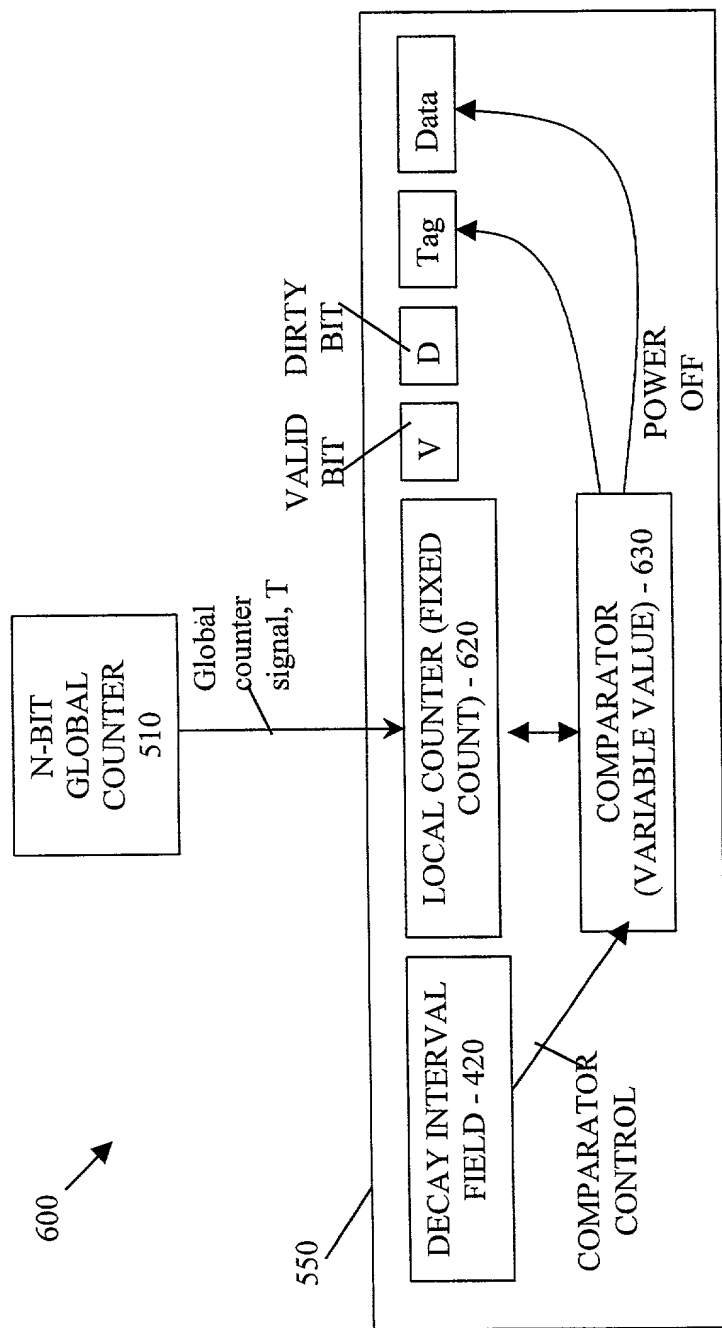 600
N-BIT
GLOBAL
COUNTER
510
Global
counter
signal, T
550
VALID
BIT
DIRTY
BIT
DECAY INTERVAL
FIELD - 420
LOCAL COUNTER (FIXED
COUNT) - 620
V
D
Tag
Data
COMPARATOR
CONTROL
COMPARATOR
(VARIABLE VALUE) - 630
POWER
OFF